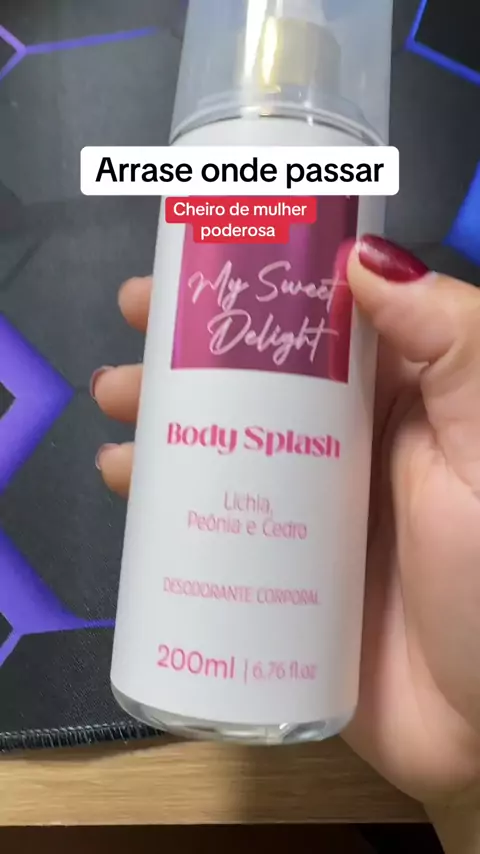 Arrase onde passar
Cheiro de mulher
poderosa
My Sweet
Delight
Body Splash
Lichia,
Peônia e Cedro
DESODORANTE CORPORAL
200ml | 6.76 fl oz